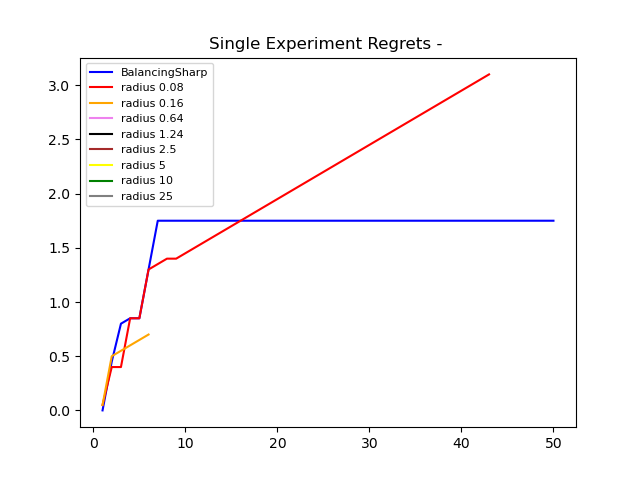 Single Experiment Regrets -
BalancingSharp
radius 0.08
radius 0.16
radius 0.64
radius 1.24
radius 2.5
radius 5
radius 10
radius 25
3.0
2.5
2.0
1.5
1.0
0.5
0.0
0 10 20 30 40 50